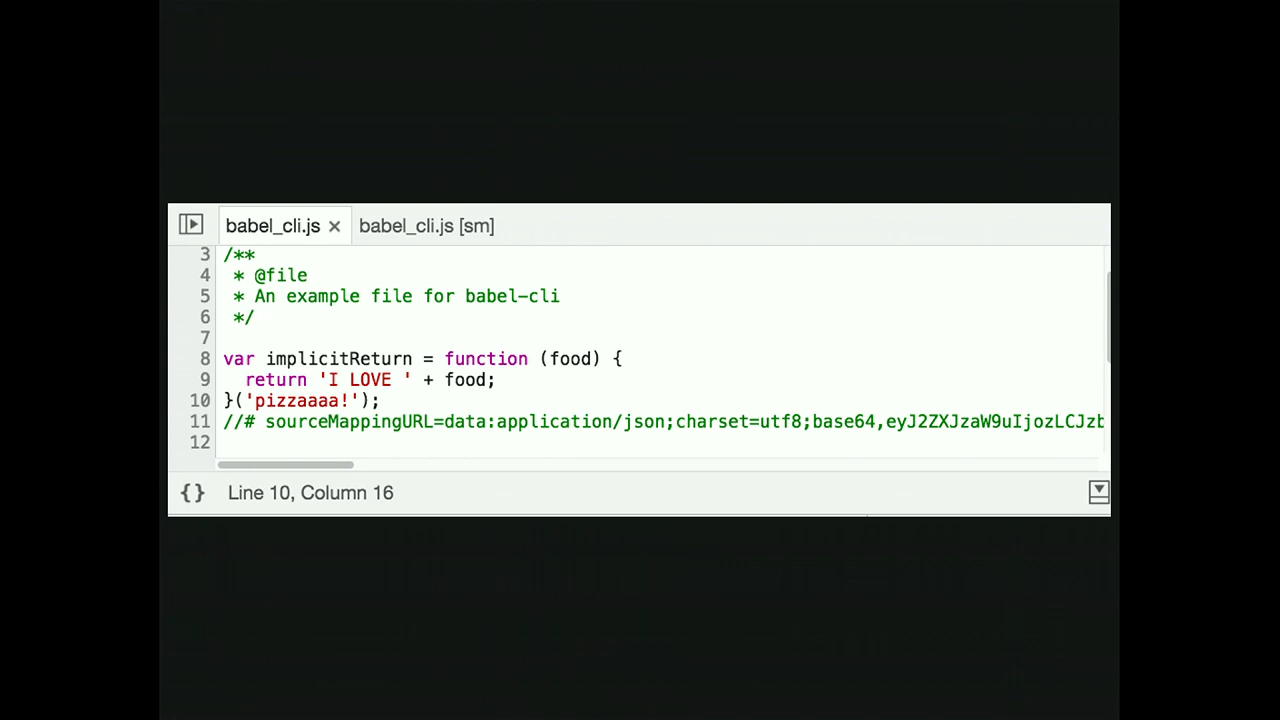 babel_cli.js × babel_cli.js [sm]
3 /**
4  * @file
5  * An example file for babel-cli
6  */
7
8 var implicitReturn = function (food) {
9   return 'I LOVE ' + food;
10 }('pizzaaaa!');
11 //# sourceMappingURL=data:application/json;charset=utf8;base64,eyJ2ZXJzaW9uIjozLCJzb
12
{} Line 10, Column 16